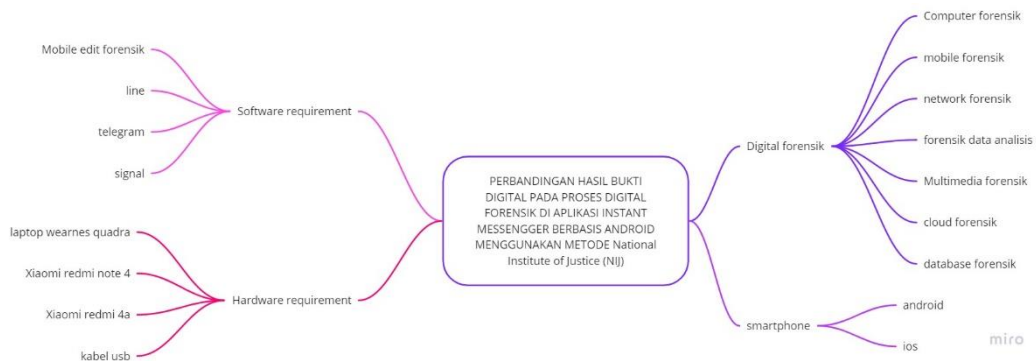 Mobile edit forensik
line
telegram
signal
Software requirement
laptop wearnes quadra
Xiaomi redmi note 4
Xiaomi redmi 4a
kabel usb
Hardware requirement
PERBANDINGAN HASIL BUKTI
DIGITAL PADA PROSES DIGITAL
FORENSIK DI APLIKASI INSTANT
MESSENGGER BERBASIS ANDROID
MENGGUNAKAN METODE National
Institute of Justice (NIJ)
Digital forensik
Computer forensik
mobile forensik
network forensik
forensik data analisis
Multimedia forensik
cloud forensik
database forensik
smartphone
android
ios
miro